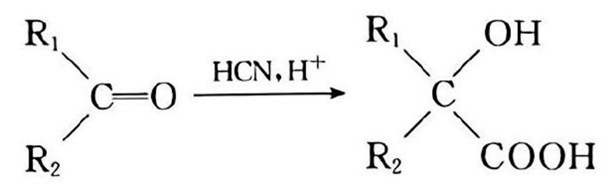 R₁ R₁ OH
HCN, H⁺
C=O C
R₂ R₂ COOH